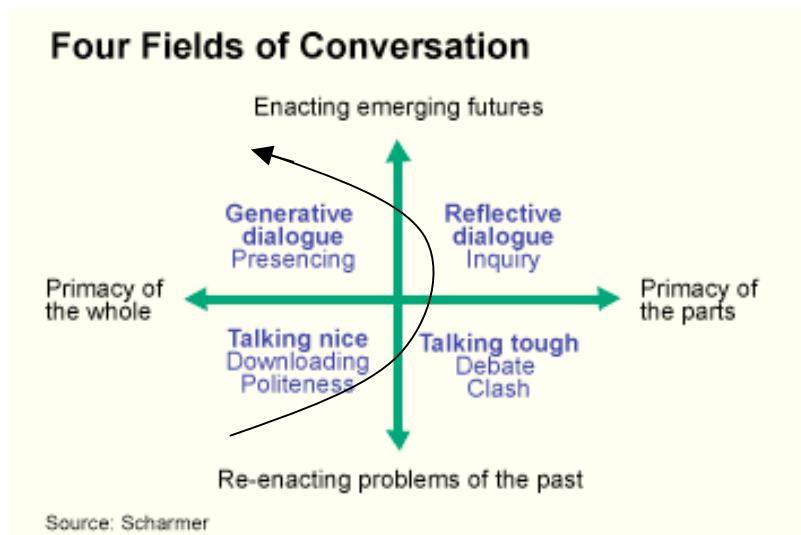 Four Fields of Conversation
Enacting emerging futures
Generative
dialogue
Presencing
Reflective
dialogue
Inquiry
Primacy of
the whole
Primacy of
the parts
Talking nice
Downloading
Politeness
Talking tough
Debate
Clash
Re-enacting problems of the past
Source: Scharmer